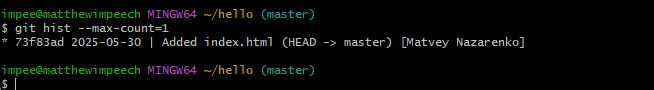 impee@matthewimpeech MINGW64 ~/hello (master)
$ git hist --max-count=1
* 73f83ad 2025-05-30 | Added index.html (HEAD -> master) [Matvey Nazarenko]
impee@matthewimpeech MINGW64 ~/hello (master)
$